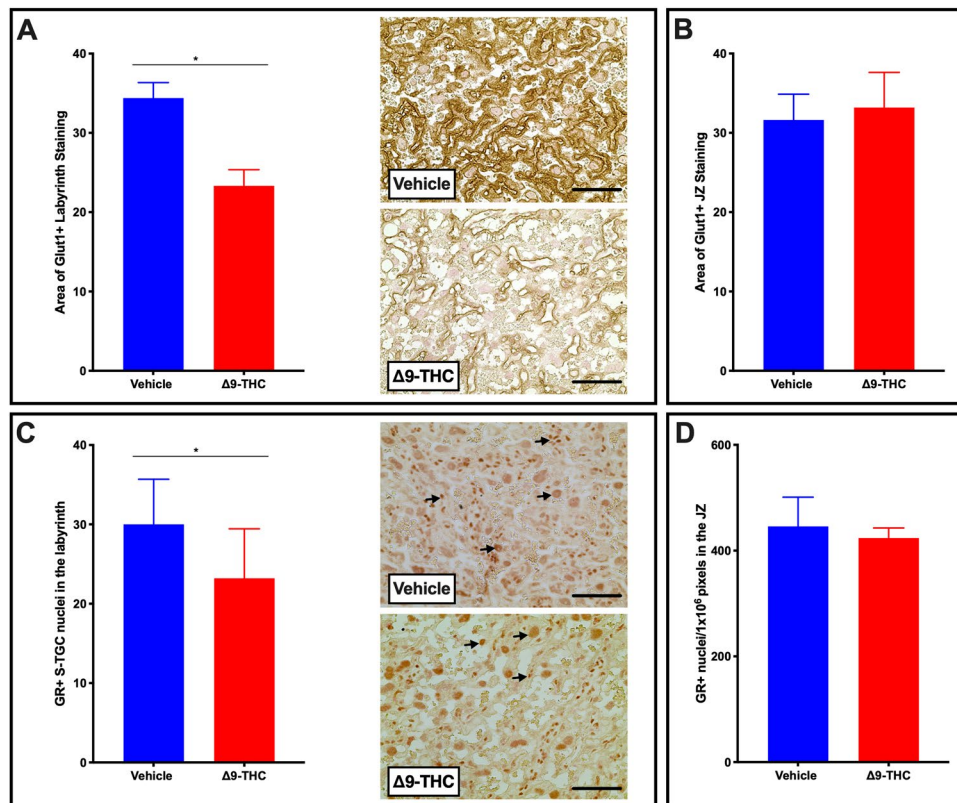 A
Area of Glut1+ Labyrinth Staining
40
30
20
10
0
*
Vehicle
Δ9-THC
Vehicle
Δ9-THC
B
Area of Glut1+ JZ Staining
40
30
20
10
0
Vehicle
Δ9-THC
C
GR+ S-TGC nuclei in the labyrinth
40
30
20
10
0
*
Vehicle
Δ9-THC
Vehicle
Δ9-THC
D
GR+ nuclei/1x10⁶ pixels in the JZ
600
400
200
0
Vehicle
Δ9-THC